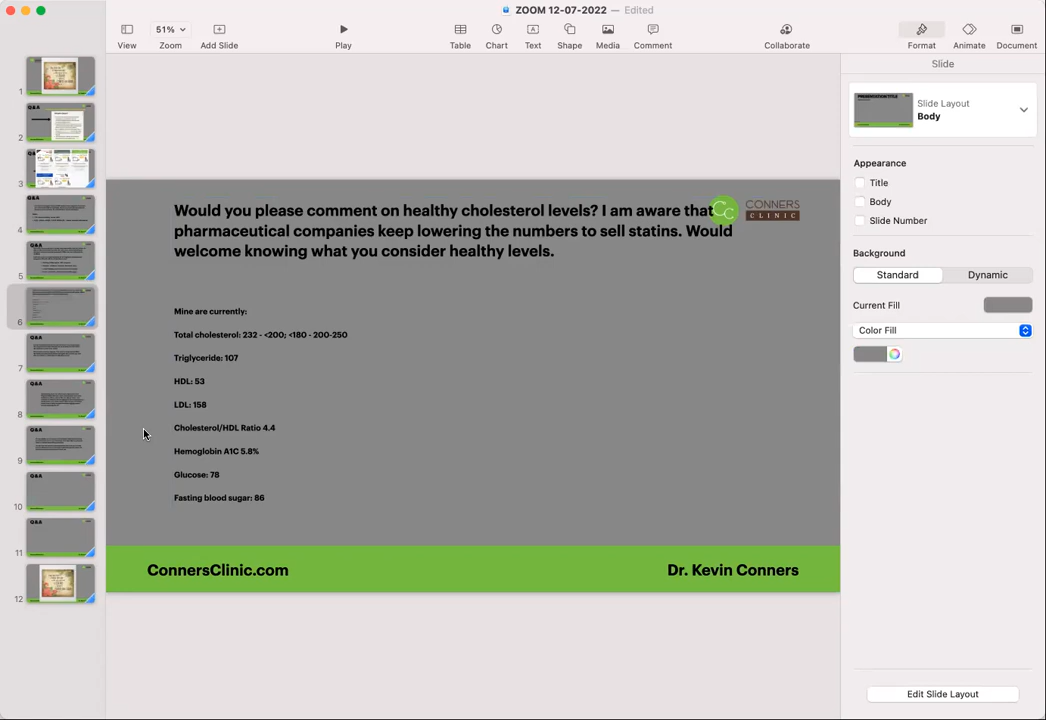 ZOOM 12-07-2022 — Edited
51%
View
Zoom
Add Slide
Play
Table
Chart
Text
Shape
Media
Comment
Collaborate
Format
Animate
Document
1
2
3
4
5
6
7
8
9
10
11
12
Q&A
Q&A
Q&A
Q&A
Q&A
Q&A
Q&A
Q&A
Q&A
Would you please comment on healthy cholesterol levels? I am aware that
pharmaceutical companies keep lowering the numbers to sell statins. Would
welcome knowing what you consider healthy levels.
CC
CONNERS
CLINIC
Mine are currently:
Total cholesterol: 232 - <200; <180 - 200-250
Triglyceride: 107
HDL: 53
LDL: 158
Cholesterol/HDL Ratio 4.4
Hemoglobin A1C 5.8%
Glucose: 78
Fasting blood sugar: 86
ConnersClinic.com
Dr. Kevin Conners
Slide
PRESENTATION TITLE
Slide Layout
Body
Appearance
Title
Body
Slide Number
Background
Standard
Dynamic
Current Fill
Color Fill
Edit Slide Layout